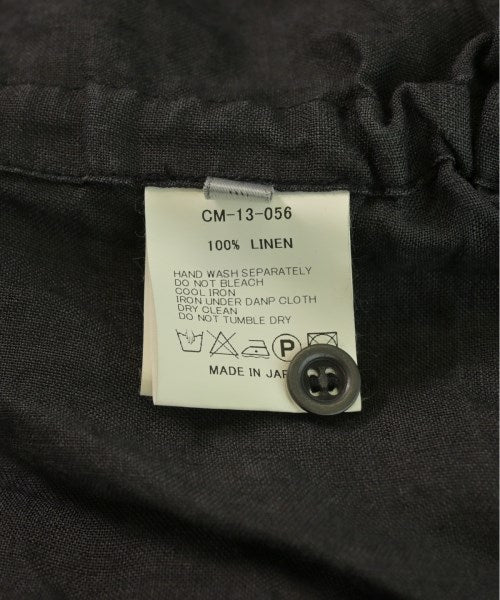 CM-13-056
100% LINEN
HAND WASH SEPARATELY
DO NOT BLEACH
COOL IRON
IRON UNDER DANP CLOTH
DRY CLEAN
DO NOT TUMBLE DRY
P
MADE IN JAP